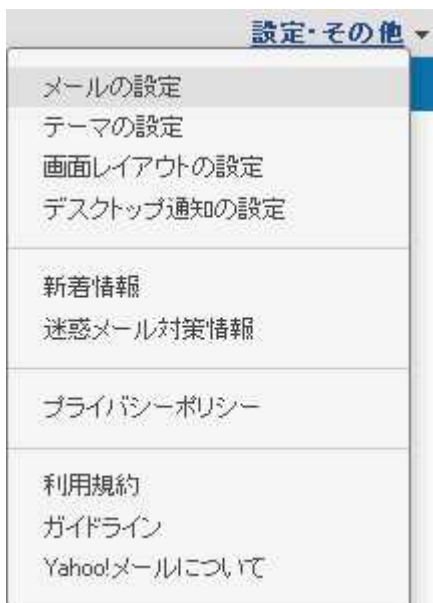 設定・その他
メールの設定
テーマの設定
画面レイアウトの設定
デスクトップ通知の設定
新着情報
迷惑メール対策情報
プライバシーポリシー
利用規約
ガイドライン
Yahoo!メールについて